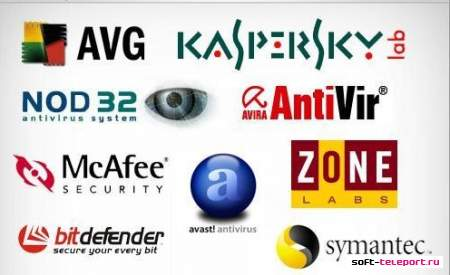 AVG
KASPERSKY lab
NOD 32
antivirus system
AVIRA AntiVir®
McAfee®
SECURITY
a
avast! antivirus
ZONE
LABS
bitdefender
secure your every bit
symantec™
soft-teleport.ru